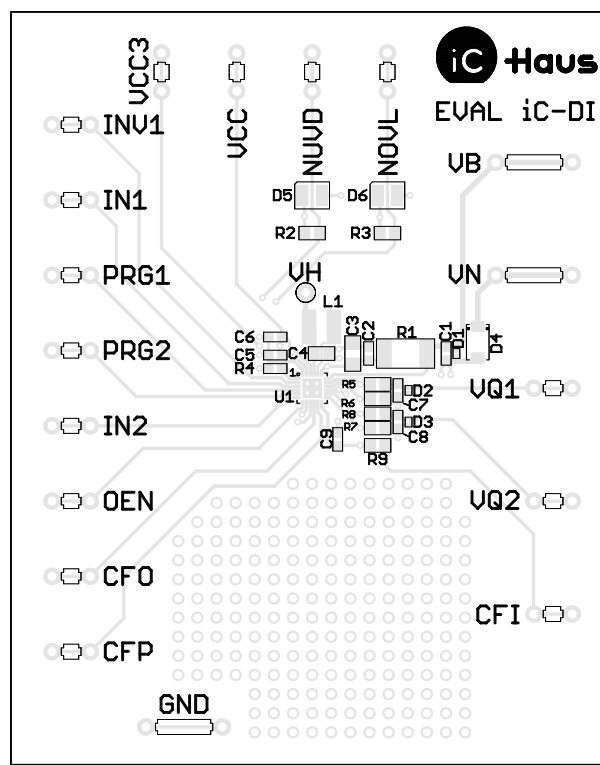 iC Haus
EVAL iC-DI
VCC3
VCC
NUVD
NOVL
INV1
VB
IN1
D5
D6
R2
R3
PRG1
VH
VN
L1
C6
C5
R4
C4
C3
C2
R1
C1
D1
D4
PRG2
1
U1
R5
R6
R8
R7
D2
C7
D3
C8
VQ1
IN2
C9
R9
OEN
VQ2
CFO
CFI
CFP
GND